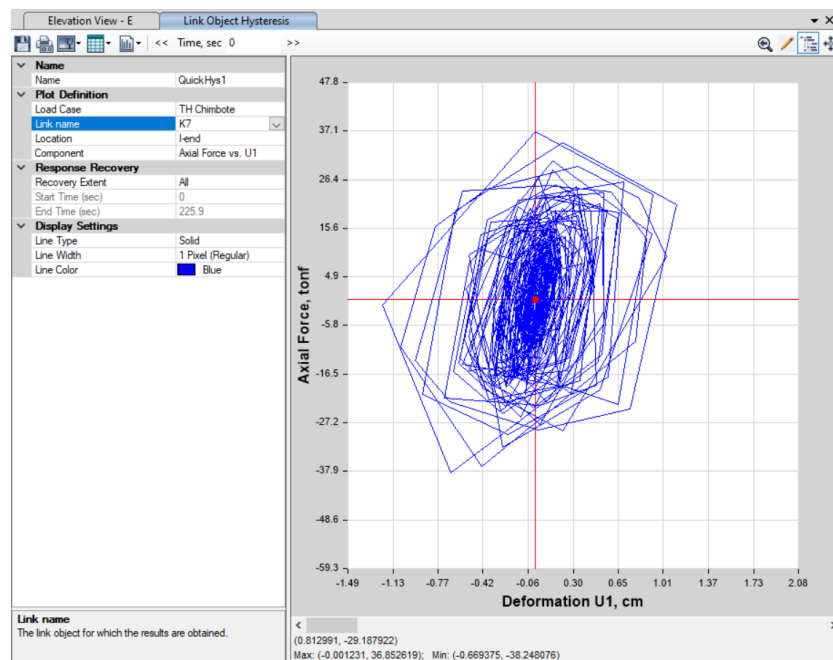 Elevation View - E Link Object Hysteresis
<< Time, sec 0 >>
Name
Name QuickHys1
Plot Definition
Load Case TH Chimbote
Link name K7
Location I-end
Component Axial Force vs. U1
Response Recovery
Recovery Extent All
Start Time (sec) 0
End Time (sec) 225.9
Display Settings
Line Type Solid
Line Width 1 Pixel (Regular)
Line Color Blue
Link name
The link object for which the results are obtained.
47.8
37.1
26.4
15.6
4.9
-5.8
-16.5
-27.2
-37.9
-48.6
-59.3
Axial Force, tonf
-1.49 -1.13 -0.77 -0.42 -0.06 0.30 0.65 1.01 1.37 1.73 2.08
Deformation U1, cm
(0.812991, -29.187922)
Max: (-0.001231, 36.852619); Min: (-0.669375, -38.248076)